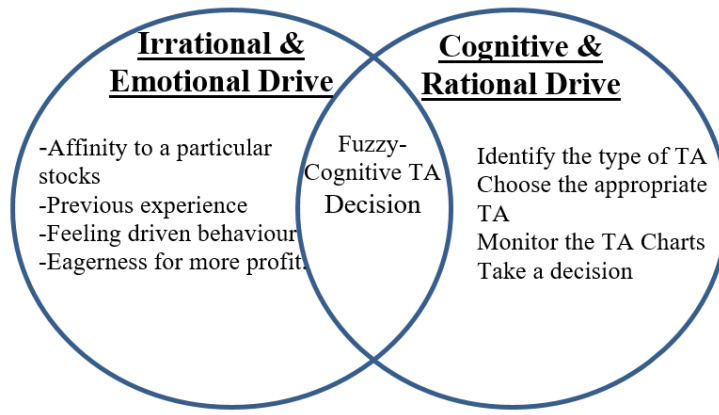 Irrational &
Emotional Drive
-Affinity to a particular
stocks
-Previous experience
-Feeling driven behaviour
-Eagerness for more profit.
Fuzzy-
Cognitive TA
Decision
Cognitive &
Rational Drive
Identify the type of TA
Choose the appropriate
TA
Monitor the TA Charts
Take a decision